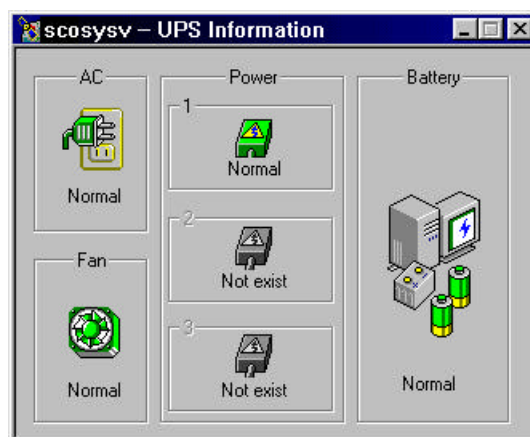 scosysv – UPS Information
AC
Normal
Fan
Normal
Power
1
Normal
2
Not exist
3
Not exist
Battery
Normal